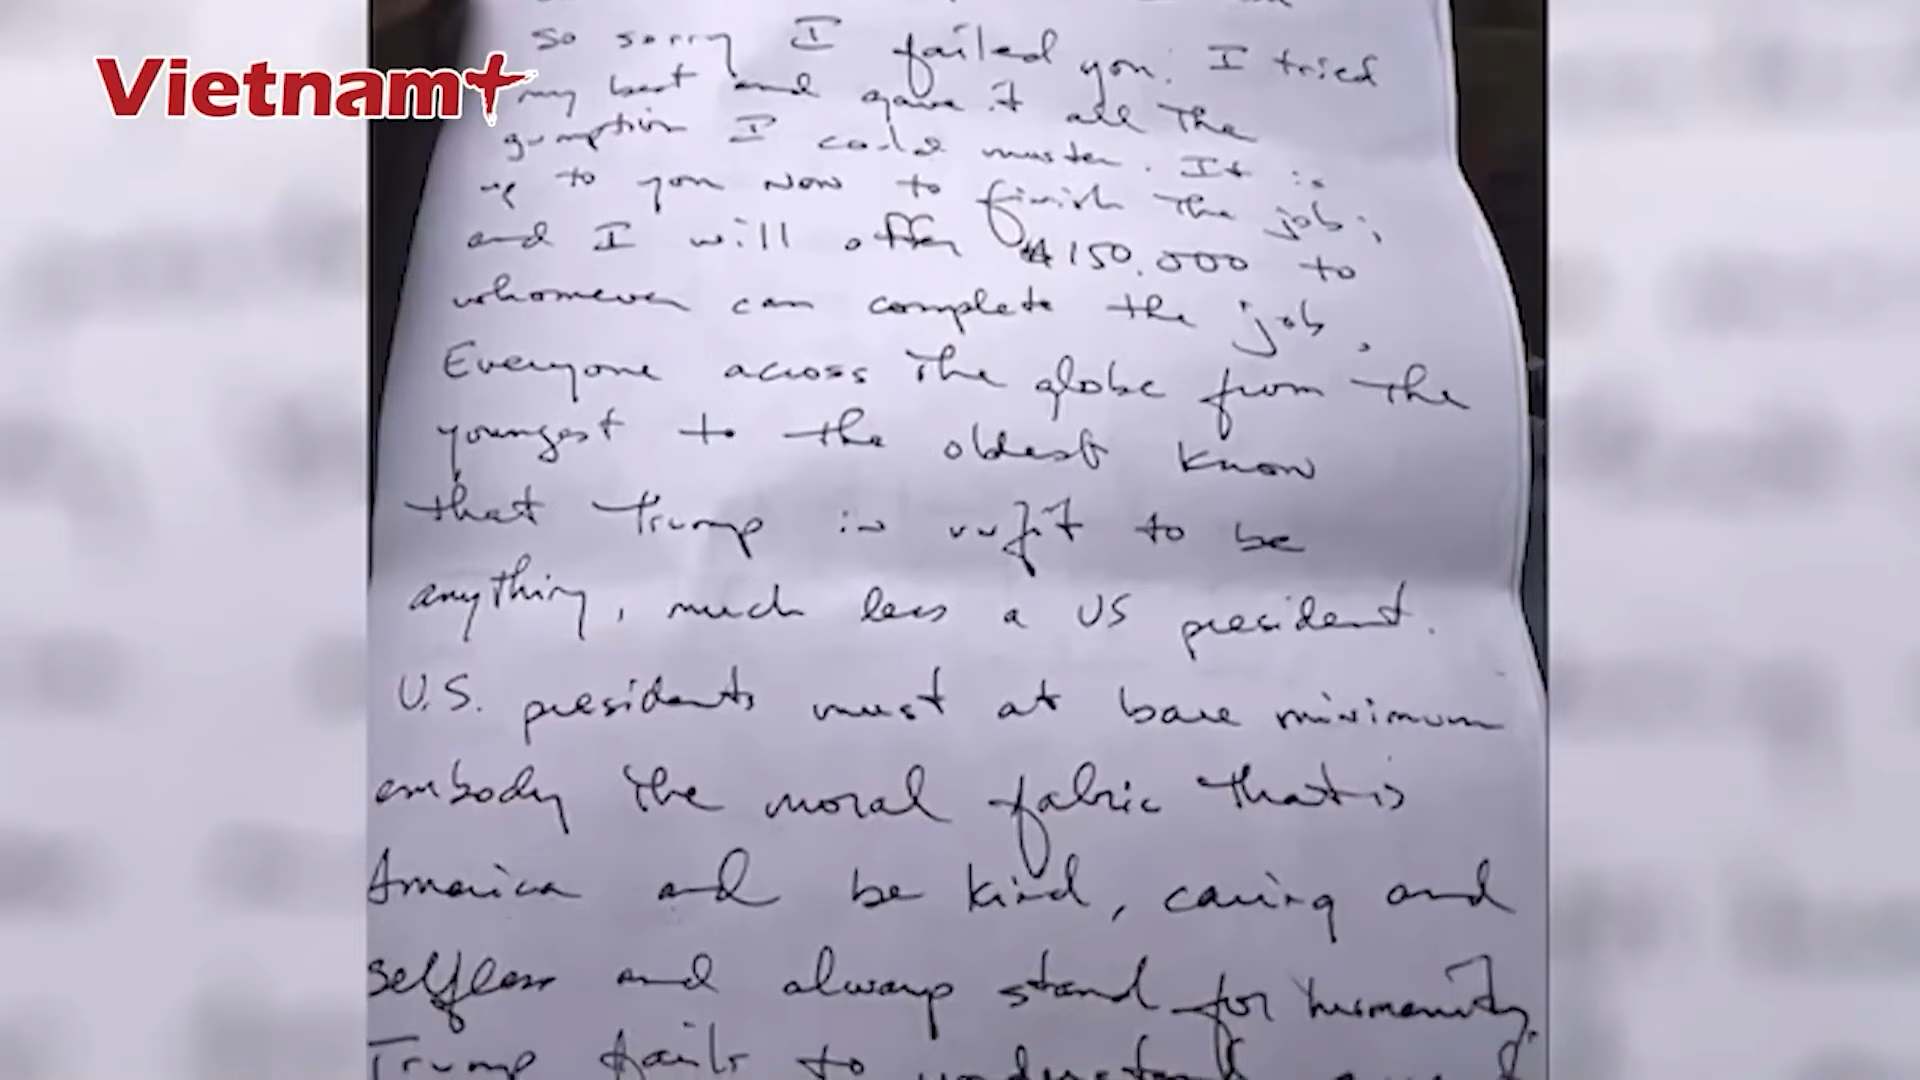 Vietnam+
so sorry I failed you. I tried
my best and gave it all the
gumption I could muster. It is
up to you now to finish the job;
and I will offer $150,000 to
whomever can complete the job.
Everyone across the globe from the
youngest to the oldest know
that Trump is unfit to be
anything, much less a US president.
U.S. presidents must at bare minimum
embody the moral fabric that is
America and be kind, caring and
selfless and always stand for humanity.
Trump fails to understand